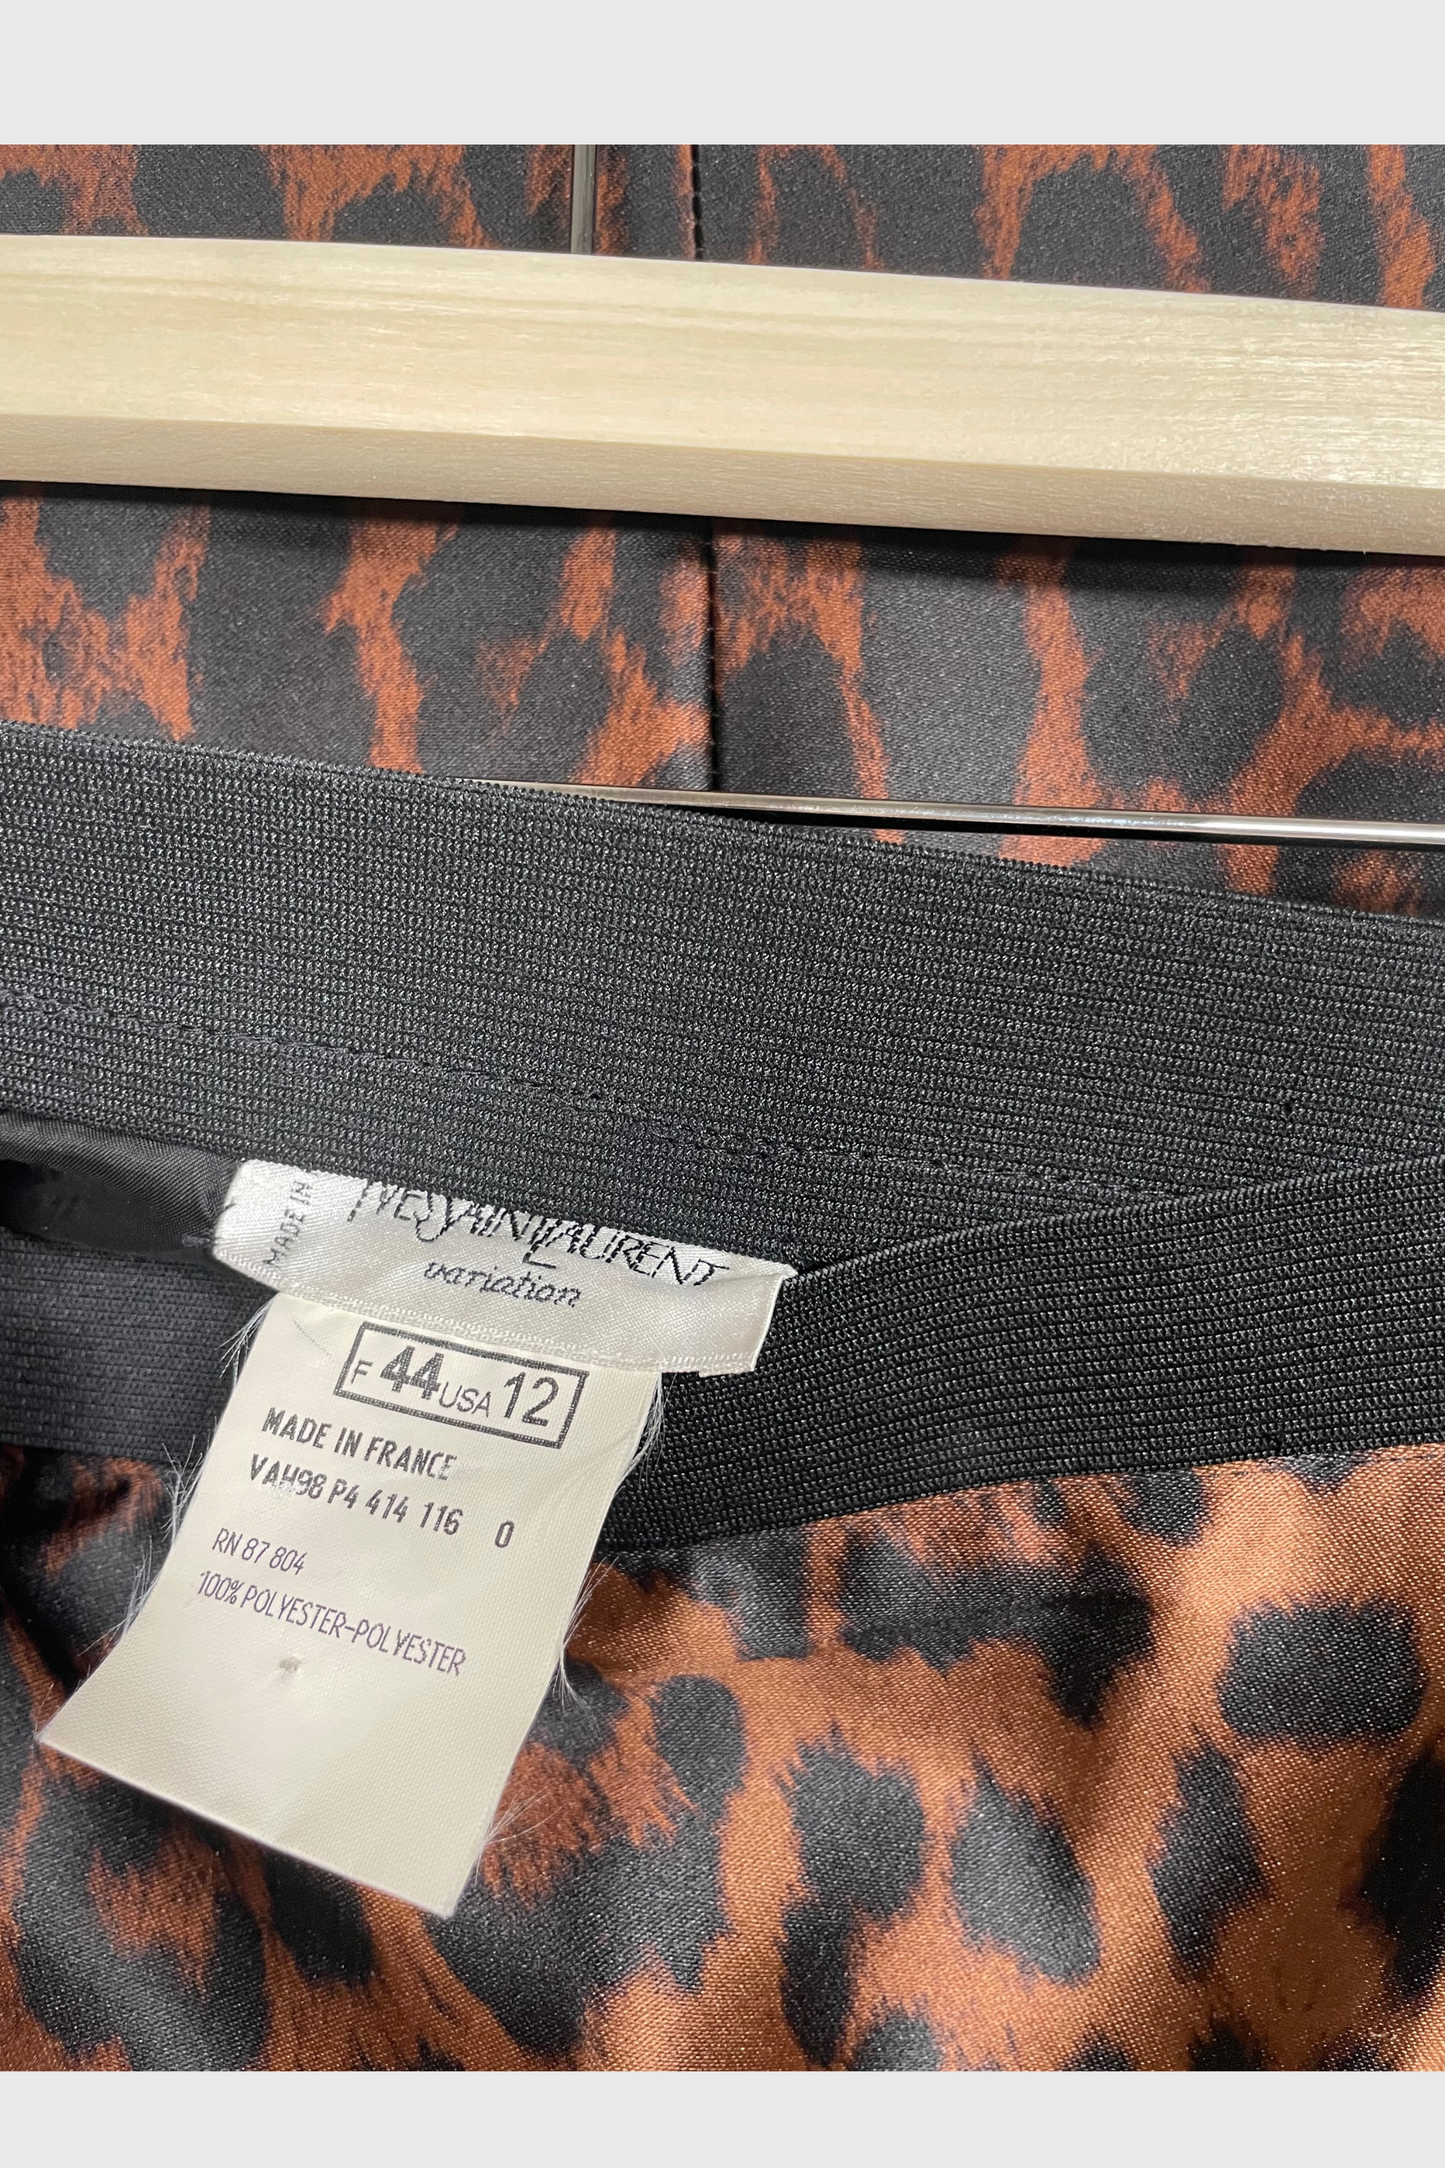 MADE IN
YVES SAINT LAURENT
variation
F 44 USA 12
MADE IN FRANCE
VAH98 P4 414 116 0
RN 87 804
100% POLYESTER-POLYESTER